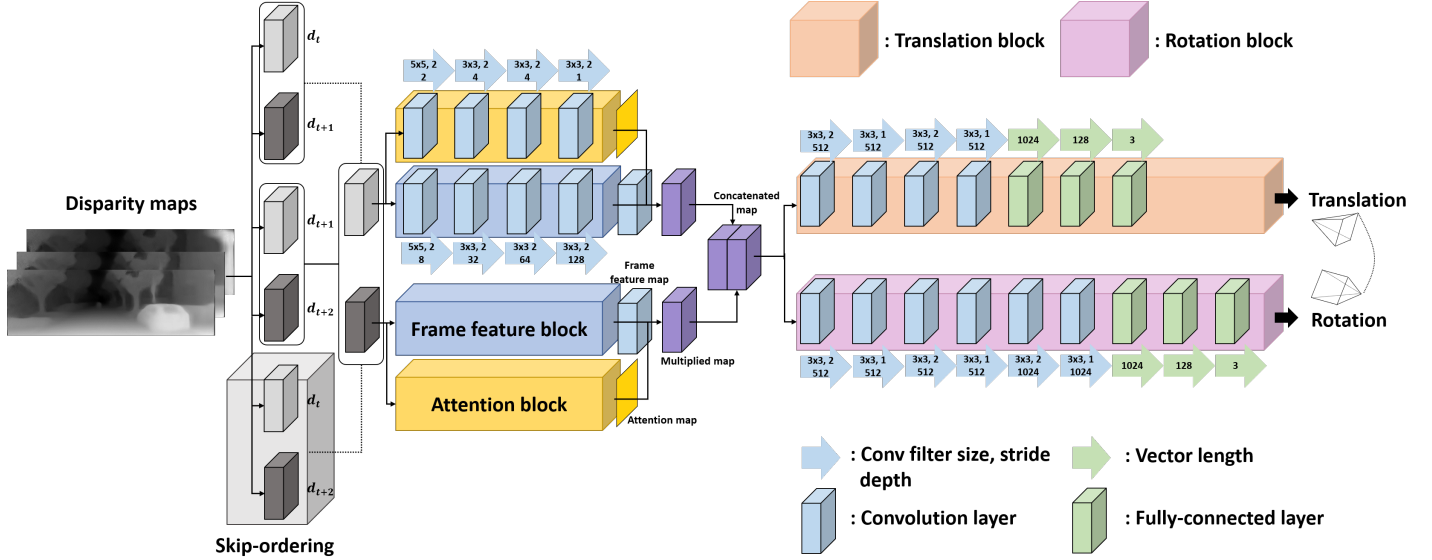 : Translation block
: Rotation block
d_t
d_{t+1}
d_{t+1}
d_{t+2}
d_t
d_{t+2}
Disparity maps
Skip-ordering
5x5, 2
2
3x3, 2
4
3x3, 2
4
3x3, 2
1
5x5, 2
8
3x3, 2
32
3x3 2
64
3x3, 2
128
Frame
feature map
Frame feature block
Attention block
Multiplied map
Attention map
Concatenated
map
3x3, 2
512
3x3, 1
512
3x3, 2
512
3x3, 1
512
1024
128
3
Translation
Rotation
3x3, 2
512
3x3, 1
512
3x3, 2
512
3x3, 1
512
3x3, 2
1024
3x3, 1
1024
1024
128
3
: Conv filter size, stride
depth
: Vector length
: Convolution layer
: Fully-connected layer